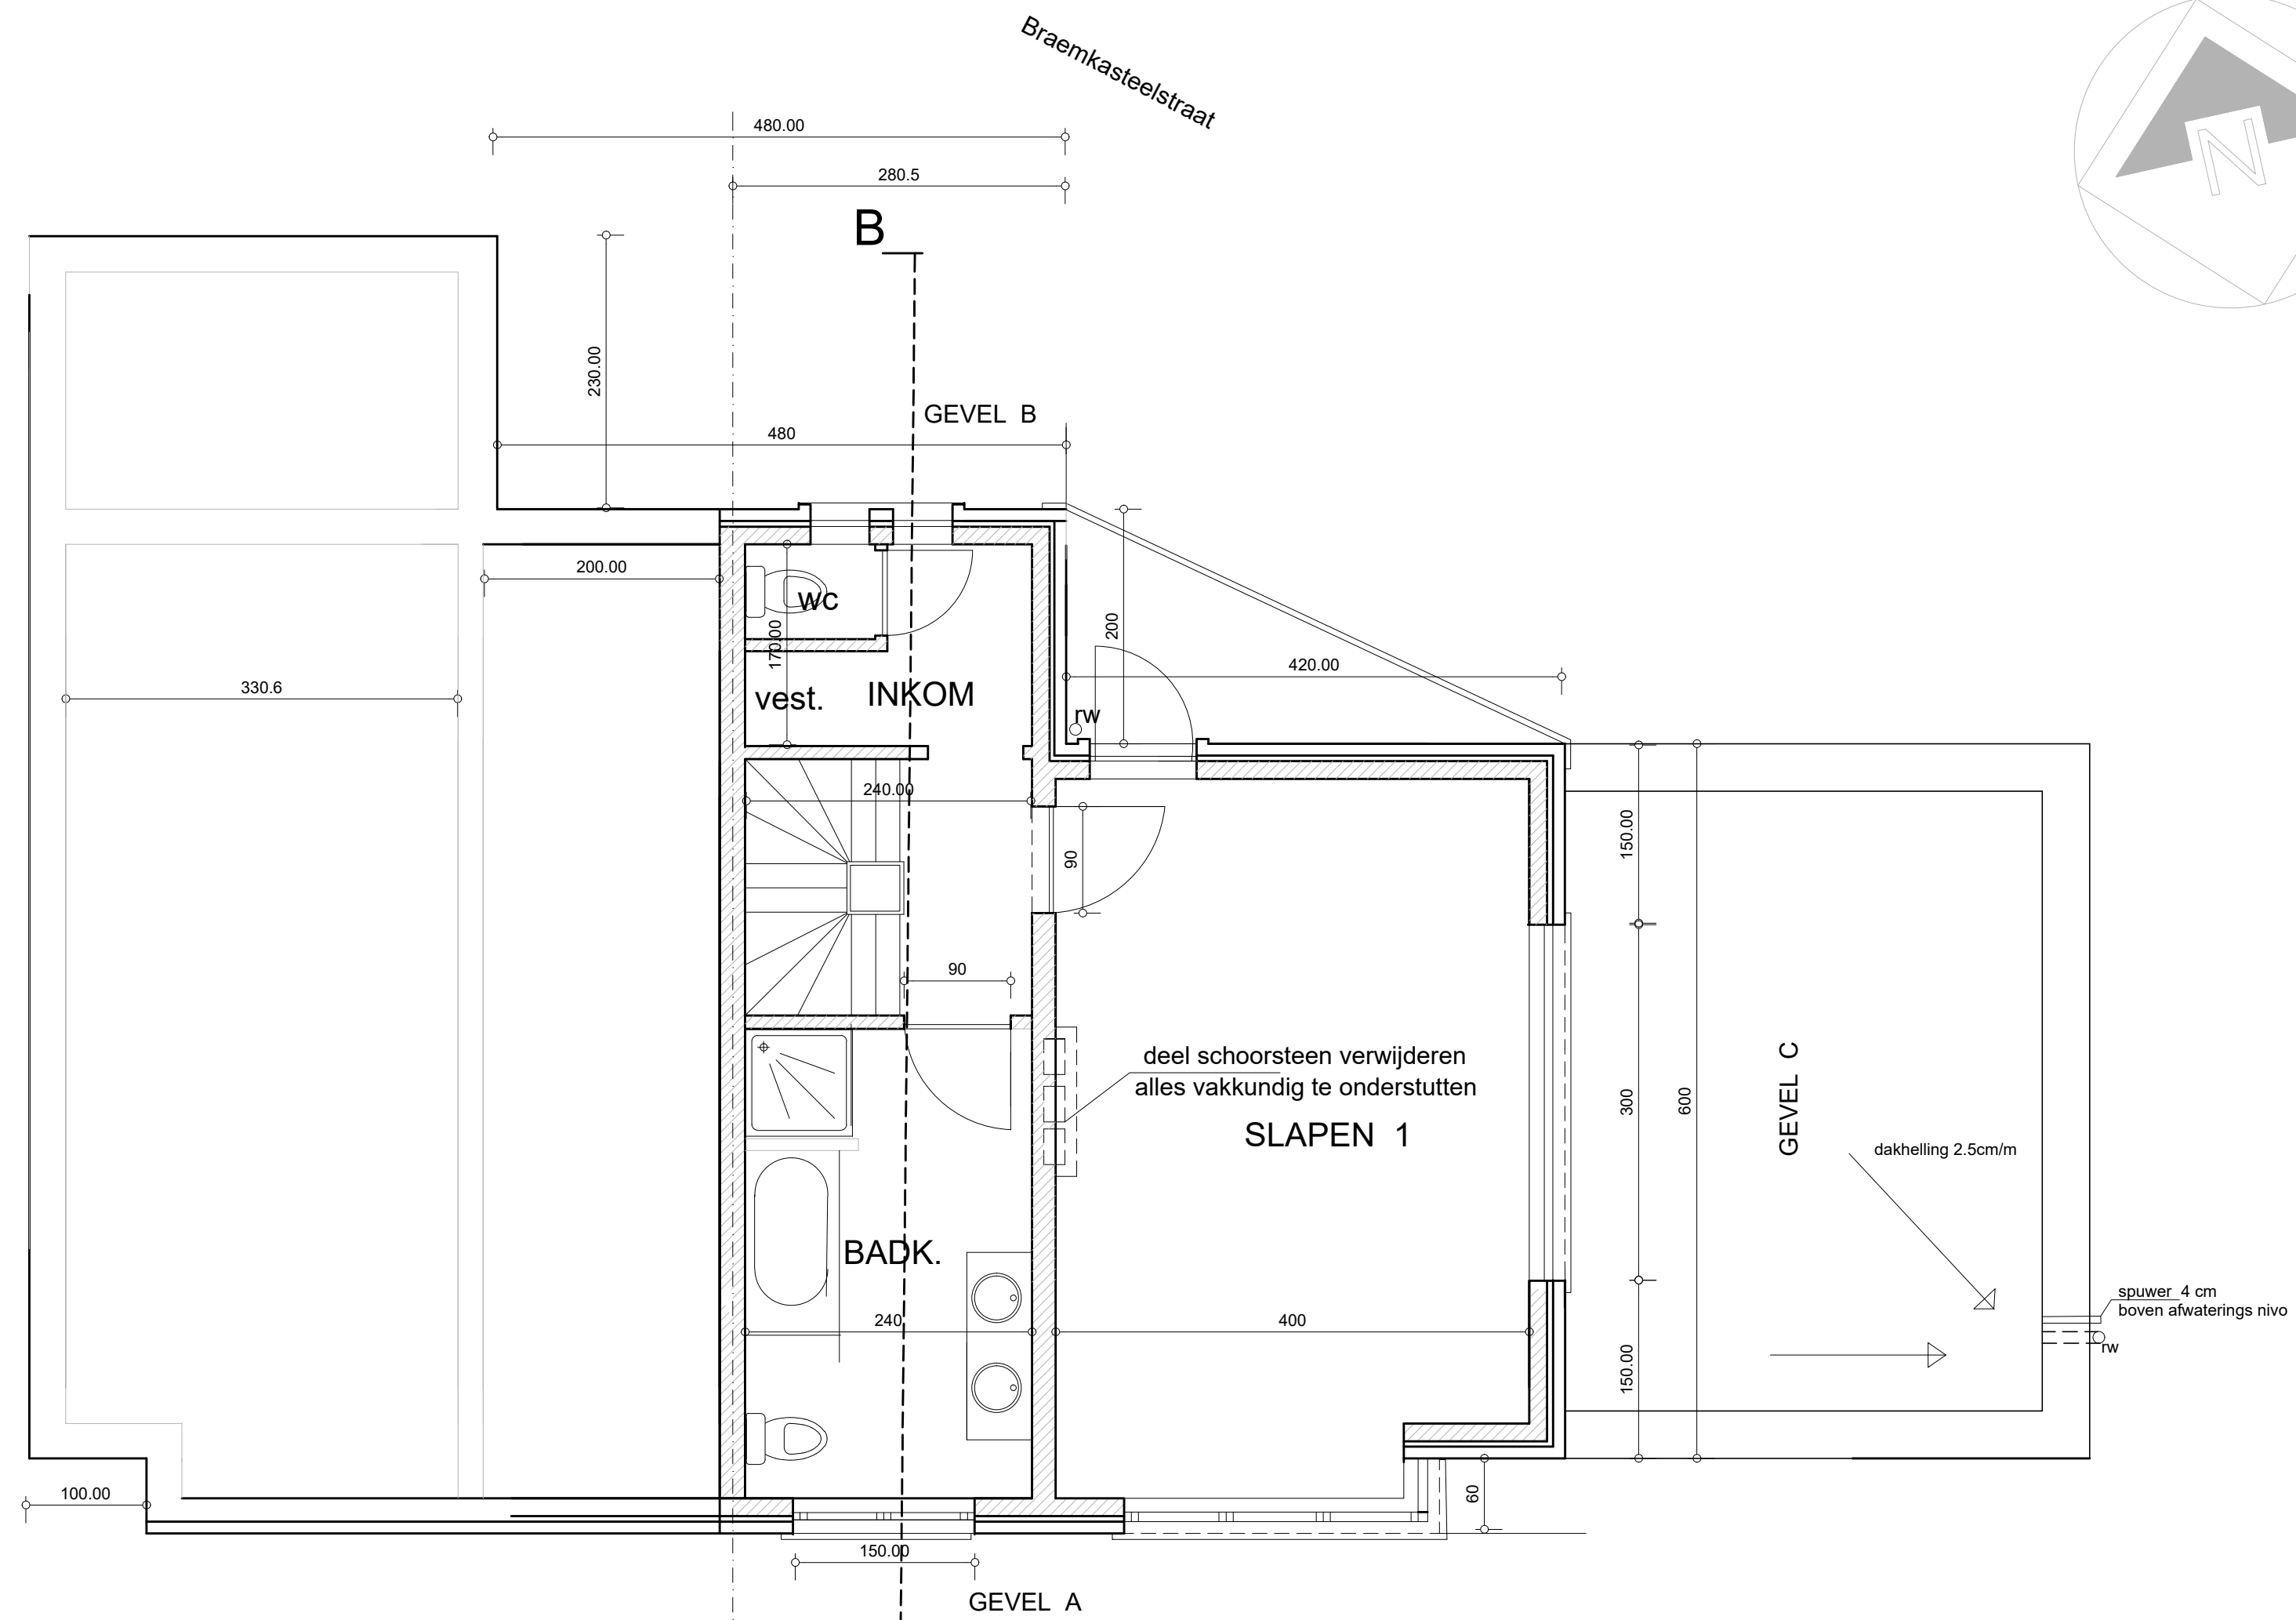 Braemkasteelstraat
N
480.00
280.5
B
230.00
GEVEL B
480
200.00
wc
170.00
200
420.00
330.6
vest.
INKOM
rw
240.00
150.00
90
90
deel schoorsteen verwijderen
alles vakkundig te onderstutten
SLAPEN 1
300
600
GEVEL C
dakhelling 2.5cm/m
BADK.
spuwer 4 cm
boven afwaterings nivo
rw
240
400
150.00
100.00
60
150.00
GEVEL A